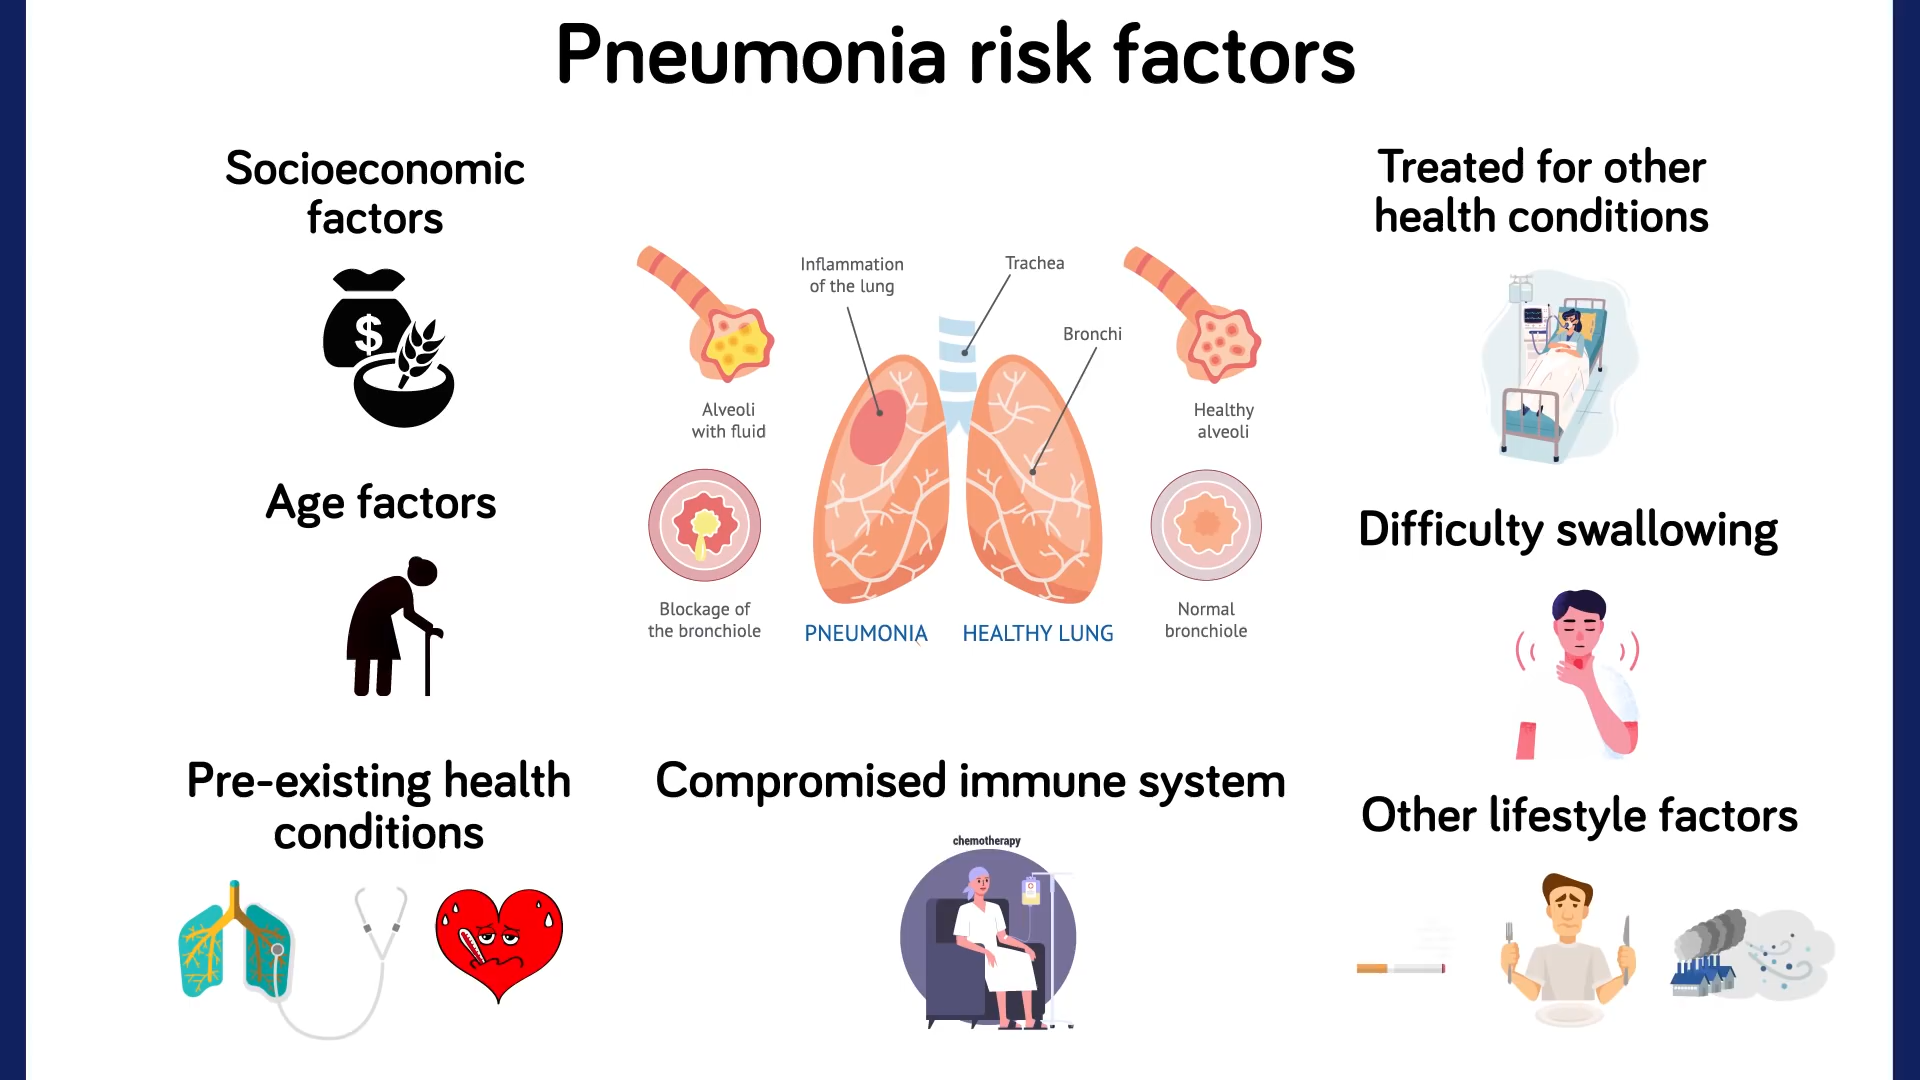 Pneumonia risk factors
Socioeconomic
factors
$
Age factors
Pre-existing health
conditions
Inflammation
of the lung
Trachea
Bronchi
Alveoli
with fluid
Healthy
alveoli
Blockage of
the bronchiole
PNEUMONIA
HEALTHY LUNG
Normal
bronchiole
Compromised immune system
chemotherapy
Treated for other
health conditions
Difficulty swallowing
Other lifestyle factors